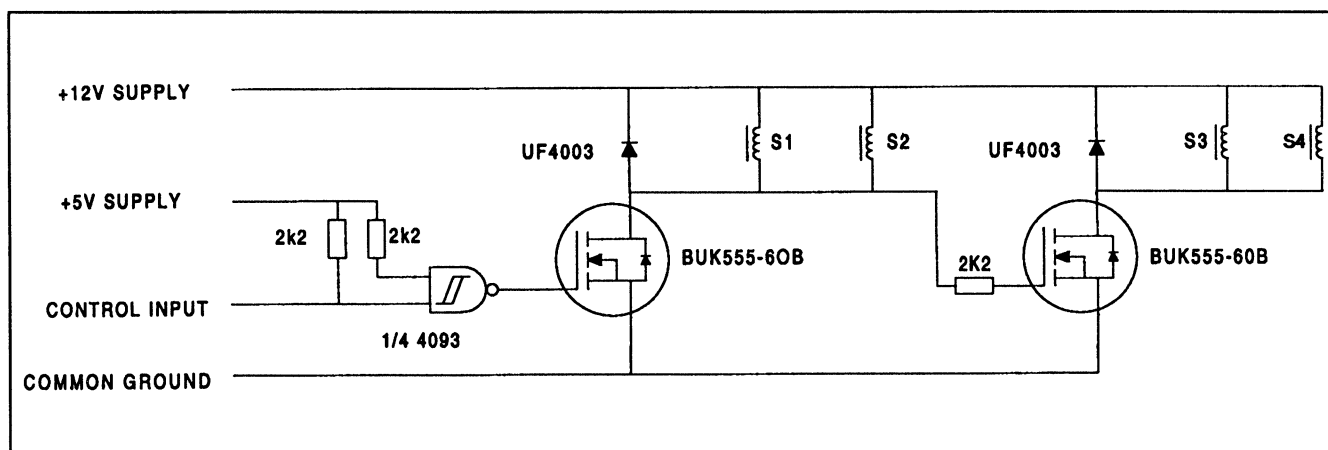 +12V SUPPLY
UF4003
S1
S2
UF4003
S3
S4
+5V SUPPLY
2k2
2k2
BUK555-6OB
2K2
BUK555-60B
CONTROL INPUT
1/4 4093
COMMON GROUND